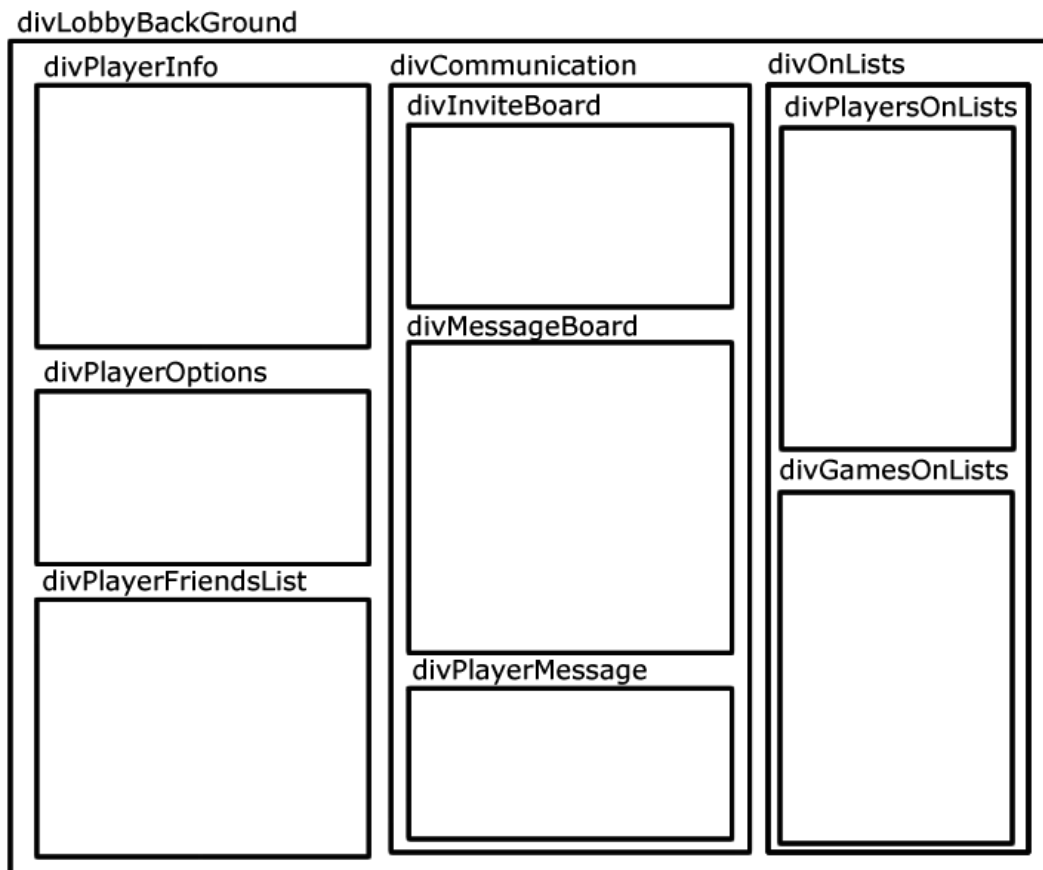 divLobbyBackGround
divPlayerInfo
divPlayerOptions
divPlayerFriendsList
divCommunication
divInviteBoard
divMessageBoard
divPlayerMessage
divOnLists
divPlayersOnLists
divGamesOnLists